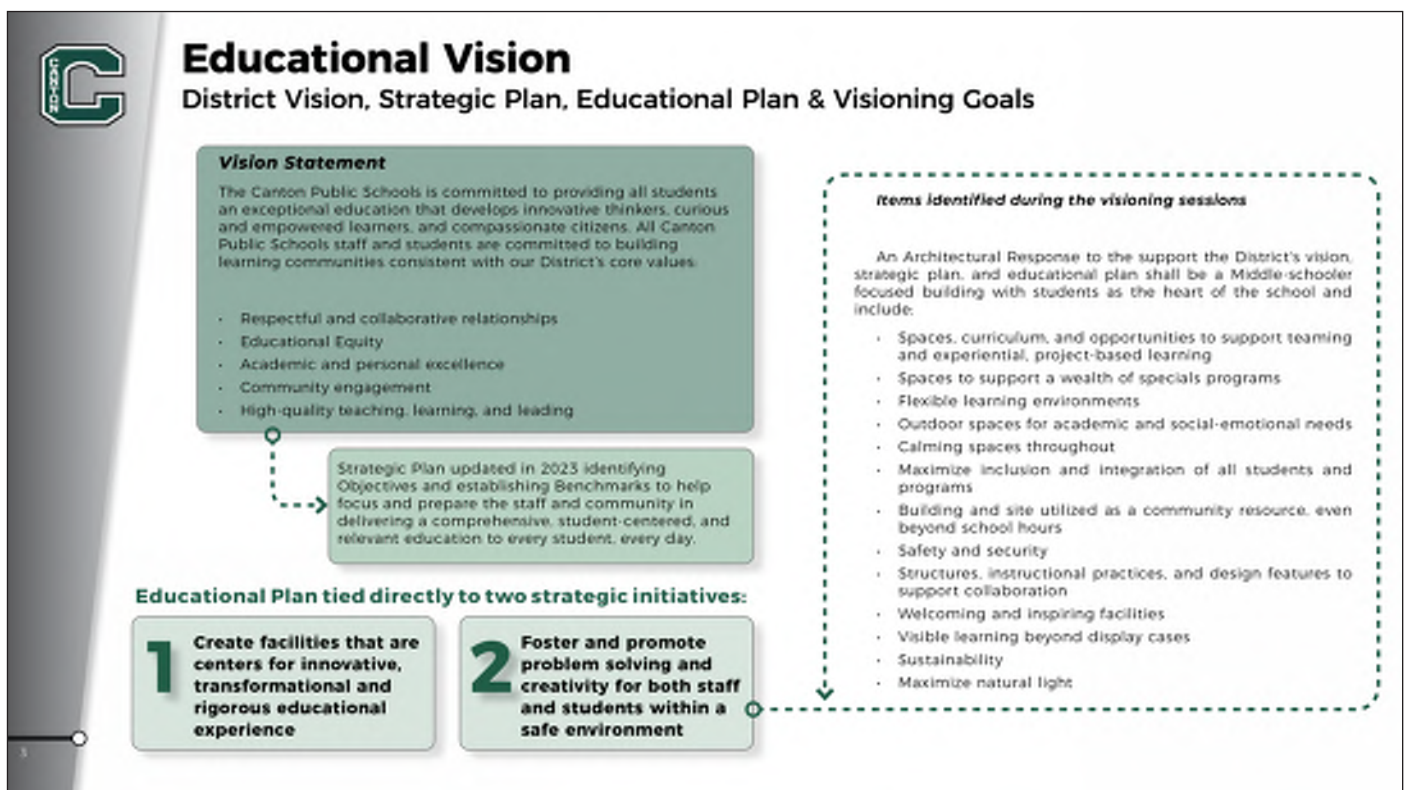 CANTON
Educational Vision
District Vision, Strategic Plan, Educational Plan & Visioning Goals
Vision Statement
The Canton Public Schools is committed to providing all students
an exceptional education that develops innovative thinkers, curious
and empowered learners, and compassionate citizens. All Canton
Public Schools staff and students are committed to building
learning communities consistent with our District's core values:
• Respectful and collaborative relationships
• Educational Equity
• Academic and personal excellence
• Community engagement
• High-quality teaching, learning, and leading
Strategic Plan updated in 2023 identifying
Objectives and establishing Benchmarks to help
focus and prepare the staff and community in
delivering a comprehensive, student-centered, and
relevant education to every student, every day.
Educational Plan tied directly to two strategic initiatives:
1
Create facilities that are
centers for innovative,
transformational and
rigorous educational
experience
2
Foster and promote
problem solving and
creativity for both staff
and students within a
safe environment
Items identified during the visioning sessions
An Architectural Response to the support the District's vision,
strategic plan, and educational plan shall be a Middle-schooler
focused building with students as the heart of the school and
include:
• Spaces, curriculum, and opportunities to support teaming
and experiential, project-based learning
• Spaces to support a wealth of specials programs
• Flexible learning environments
• Outdoor spaces for academic and social-emotional needs
• Calming spaces throughout
• Maximize inclusion and integration of all students and
programs
• Building and site utilized as a community resource, even
beyond school hours
• Safety and security
• Structures, instructional practices, and design features to
support collaboration
• Welcoming and inspiring facilities
• Visible learning beyond display cases
• Sustainability
• Maximize natural light